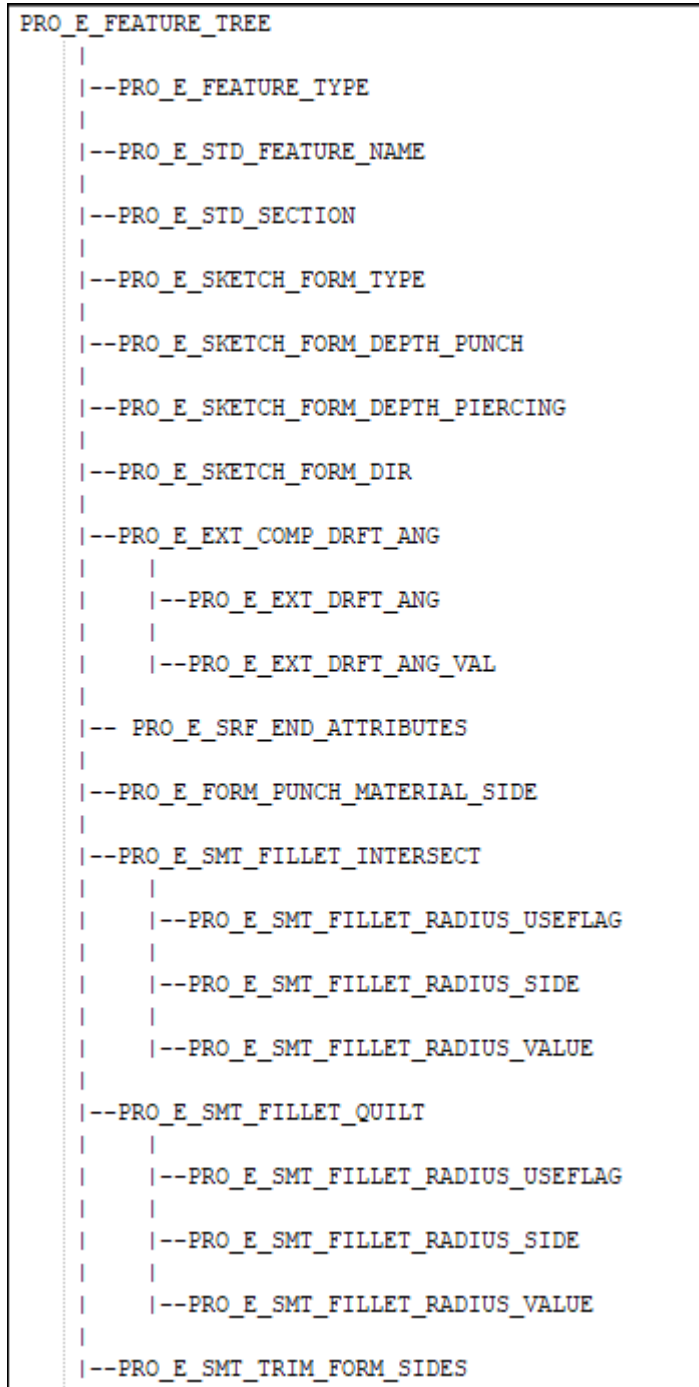 PRO_E_FEATURE_TREE
|
|--PRO_E_FEATURE_TYPE
|
|--PRO_E_STD_FEATURE_NAME
|
|--PRO_E_STD_SECTION
|
|--PRO_E_SKETCH_FORM_TYPE
|
|--PRO_E_SKETCH_FORM_DEPTH_PUNCH
|
|--PRO_E_SKETCH_FORM_DEPTH_PIERCING
|
|--PRO_E_SKETCH_FORM_DIR
|
|--PRO_E_EXT_COMP_DRFT_ANG
|    |
|    |--PRO_E_EXT_DRFT_ANG
|    |
|    |--PRO_E_EXT_DRFT_ANG_VAL
|
|-- PRO_E_SRF_END_ATTRIBUTES
|
|--PRO_E_FORM_PUNCH_MATERIAL_SIDE
|
|--PRO_E_SMT_FILLET_INTERSECT
|    |
|    |--PRO_E_SMT_FILLET_RADIUS_USEFLAG
|    |
|    |--PRO_E_SMT_FILLET_RADIUS_SIDE
|    |
|    |--PRO_E_SMT_FILLET_RADIUS_VALUE
|
|--PRO_E_SMT_FILLET_QUILT
|    |
|    |--PRO_E_SMT_FILLET_RADIUS_USEFLAG
|    |
|    |--PRO_E_SMT_FILLET_RADIUS_SIDE
|    |
|    |--PRO_E_SMT_FILLET_RADIUS_VALUE
|
|--PRO_E_SMT_TRIM_FORM_SIDES